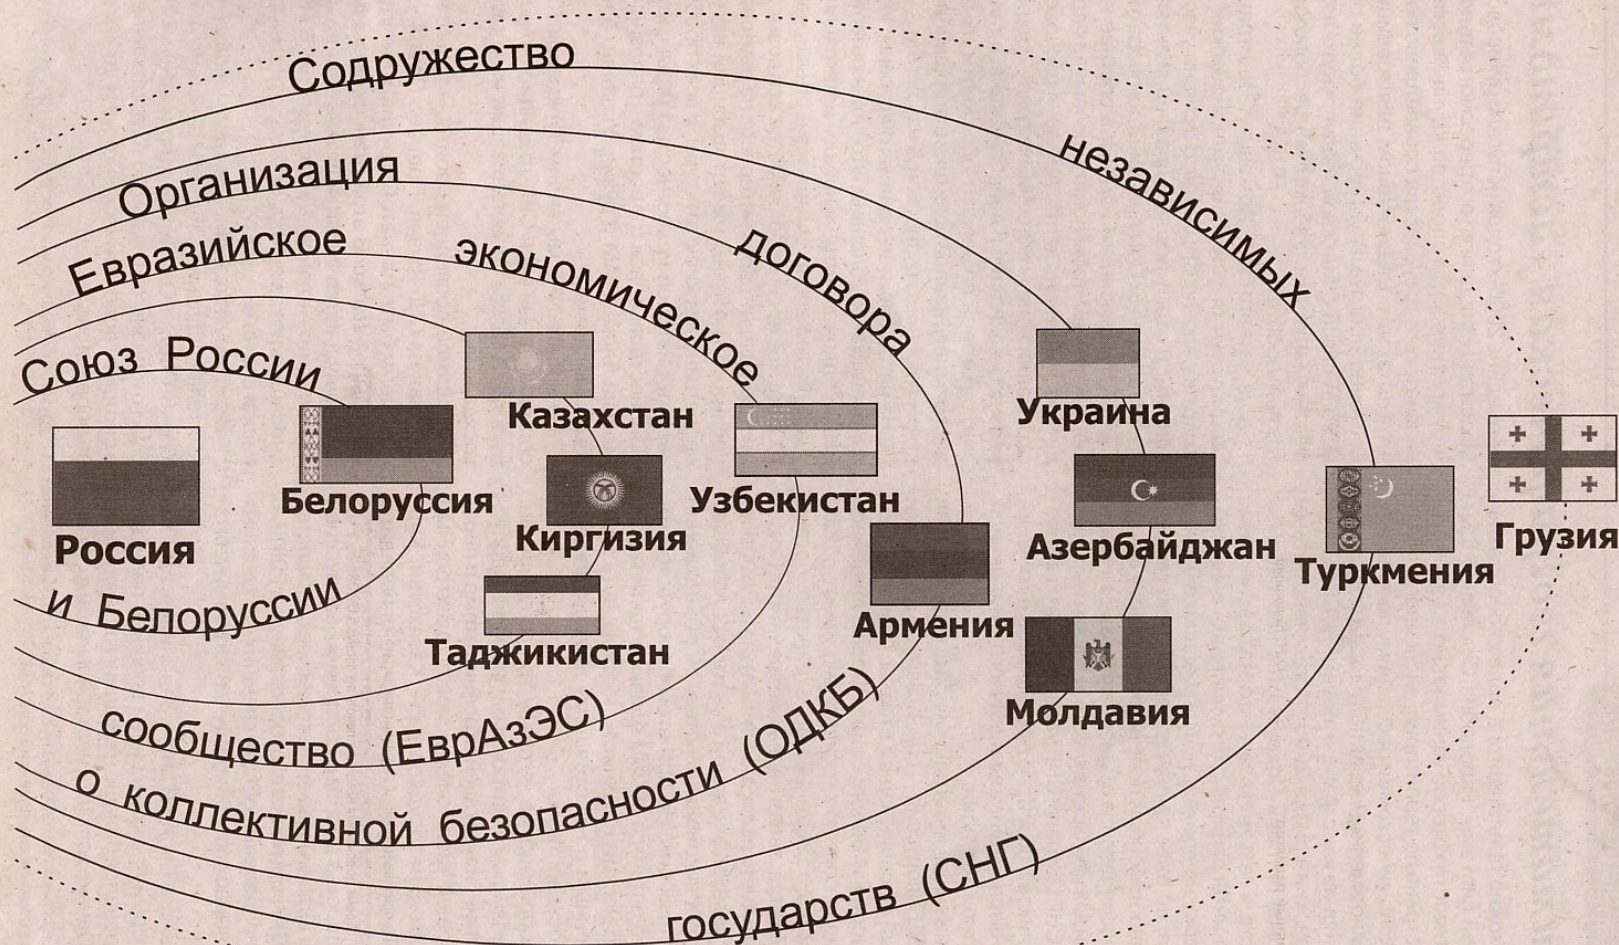 Содружество независимых государств (СНГ)
Организация договора о коллективной безопасности (ОДКБ)
Евразийское экономическое сообщество (ЕврАзЭС)
Союз России и Белоруссии
Россия
Белоруссия
Казахстан
Киргизия
Таджикистан
Узбекистан
Армения
Украина
Азербайджан
Молдавия
Туркмения
Грузия